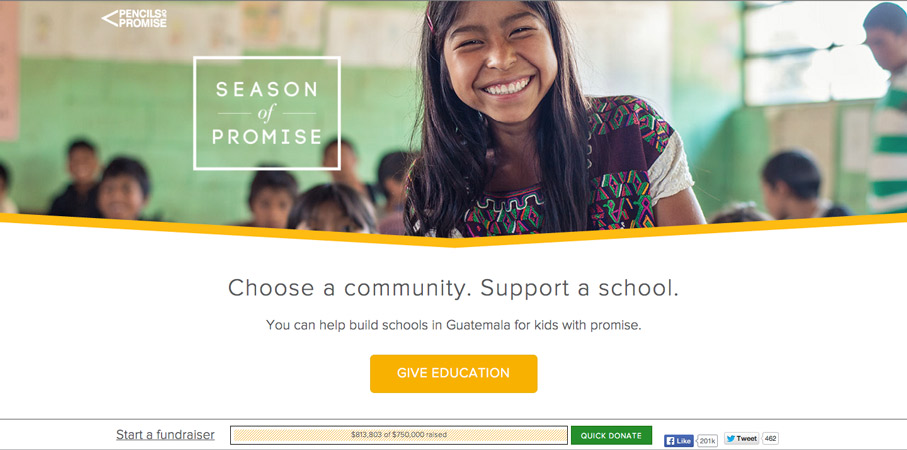 PENCILS OF
PROMISE
SEASON
of
PROMISE
Choose a community. Support a school.
You can help build schools in Guatemala for kids with promise.
GIVE EDUCATION
Start a fundraiser
$813,803 of $750,000 raised
QUICK DONATE
Like
201k
Tweet
462